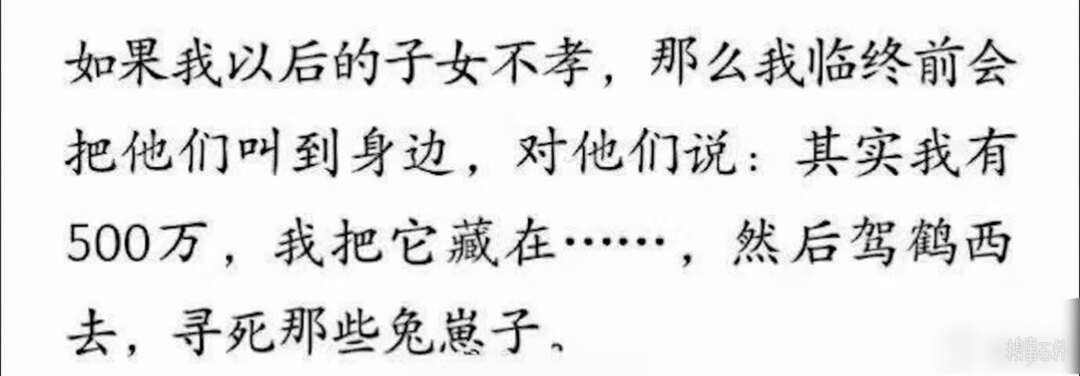 如果我以后的子女不孝，那么我临终前会
把他们叫到身边，对他们说：其实我有
500万，我把它藏在……，然后驾鹤西
去，寻死那些兔崽子。